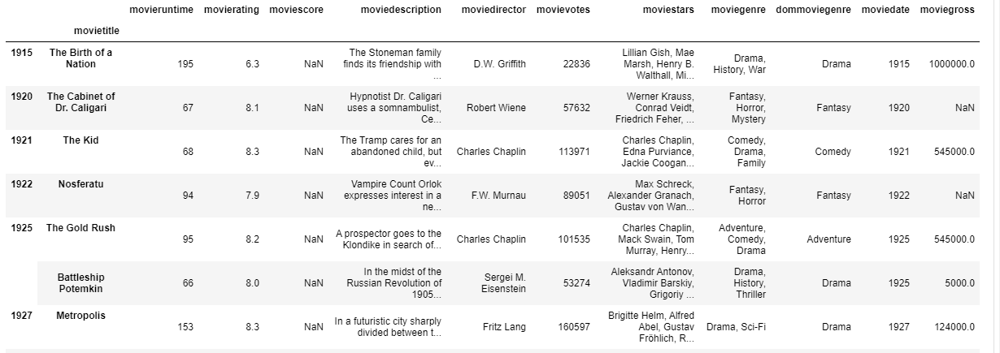 movieruntime movierating moviescore moviedescription moviedirector movievotes moviestars moviegenre dommoviegenre moviedate moviegross
movietitle
1915 The Birth of a Nation 195 6.3 NaN The Stoneman family finds its friendship with ... D.W. Griffith 22836 Lillian Gish, Mae Marsh, Henry B. Walthall, Mi... Drama, History, War Drama 1915 1000000.0
1920 The Cabinet of Dr. Caligari 67 8.1 NaN Hypnotist Dr. Caligari uses a somnambulist, Ce... Robert Wiene 57632 Werner Krauss, Conrad Veidt, Friedrich Feher, ... Fantasy, Horror, Mystery Fantasy 1920 NaN
1921 The Kid 68 8.3 NaN The Tramp cares for an abandoned child, but ev... Charles Chaplin 113971 Charles Chaplin, Edna Purviance, Jackie Coogan... Comedy, Drama, Family Comedy 1921 545000.0
1922 Nosferatu 94 7.9 NaN Vampire Count Orlok expresses interest in a ne... F.W. Murnau 89051 Max Schreck, Alexander Granach, Gustav von Wan... Fantasy, Horror Fantasy 1922 NaN
1925 The Gold Rush 95 8.2 NaN A prospector goes to the Klondike in search of... Charles Chaplin 101535 Charles Chaplin, Mack Swain, Tom Murray, Henry... Adventure, Comedy, Drama Adventure 1925 545000.0
Battleship Potemkin 66 8.0 NaN In the midst of the Russian Revolution of 1905... Sergei M. Eisenstein 53274 Aleksandr Antonov, Vladimir Barskiy, Grigoriy ... Drama, History, Thriller Drama 1925 5000.0
1927 Metropolis 153 8.3 NaN In a futuristic city sharply divided between t... Fritz Lang 160597 Brigitte Helm, Alfred Abel, Gustav Fröhlich, R... Drama, Sci-Fi Drama 1927 124000.0